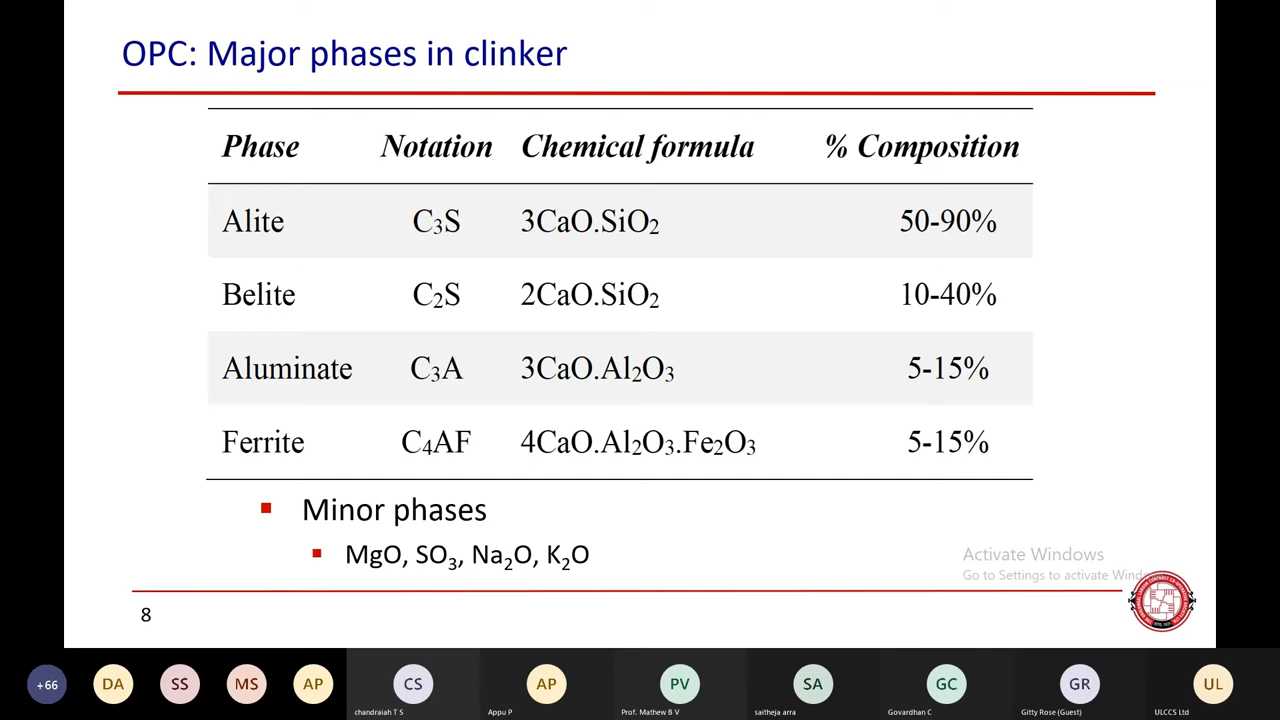 OPC: Major phases in clinker
Phase Notation Chemical formula % Composition
Alite C₃S 3CaO.SiO₂ 50-90%
Belite C₂S 2CaO.SiO₂ 10-40%
Aluminate C₃A 3CaO.Al₂O₃ 5-15%
Ferrite C₄AF 4CaO.Al₂O₃.Fe₂O₃ 5-15%
Minor phases
MgO, SO₃, Na₂O, K₂O
Activate Windows
Go to Settings to activate
8
+66 DA SS MS AP CS AP PV SA GC GR UL
chandraiah T S Appu P Prof. Mathew B V saitheja arra Govardhan C Gitty Rose (Guest) ULCCS Ltd